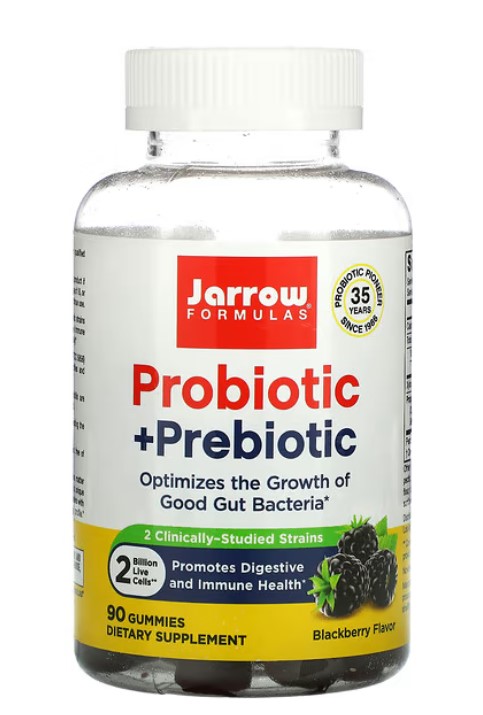 Jarrow
FORMULAS®
PROBIOTIC PIONEER
35
YEARS
SINCE 1986
Probiotic
+Prebiotic
Optimizes the Growth of
Good Gut Bacteria*
2 Clinically-Studied Strains
2 Billion
Live
Cells**
Promotes Digestive
and Immune Health*
90 GUMMIES
DIETARY SUPPLEMENT
Blackberry Flavor